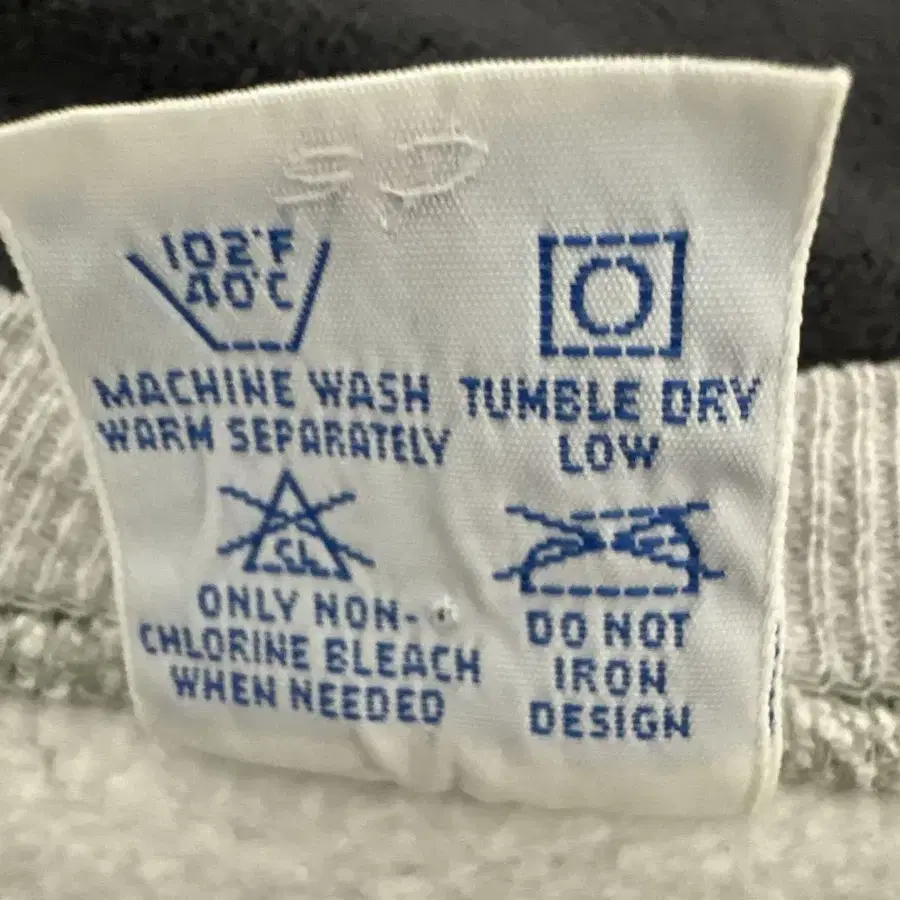 102°F
40°C
MACHINE WASH
WARM SEPARATELY
TUMBLE DRY
LOW
CL
ONLY NON-
CHLORINE BLEACH
WHEN NEEDED
DO NOT
IRON
DESIGN